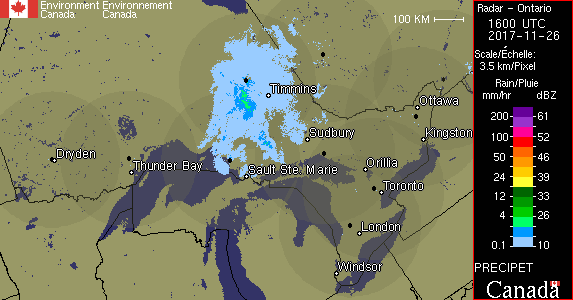 Environment Environnement
Canada Canada
100 KM
Timmins
Ottawa
Kingston
Sudbury
Dryden
Thunder Bay
Sault Ste. Marie
Orillia
Toronto
London
Windsor
Radar - Ontario
1600 UTC
2017-11-26
Scale/Échelle:
3.5 km/Pixel
Rain/Pluie
mm/hr dBZ
200 61
100 52
50 46
24 39
12 33
4 26
0.1 10
PRECIPET
Canada